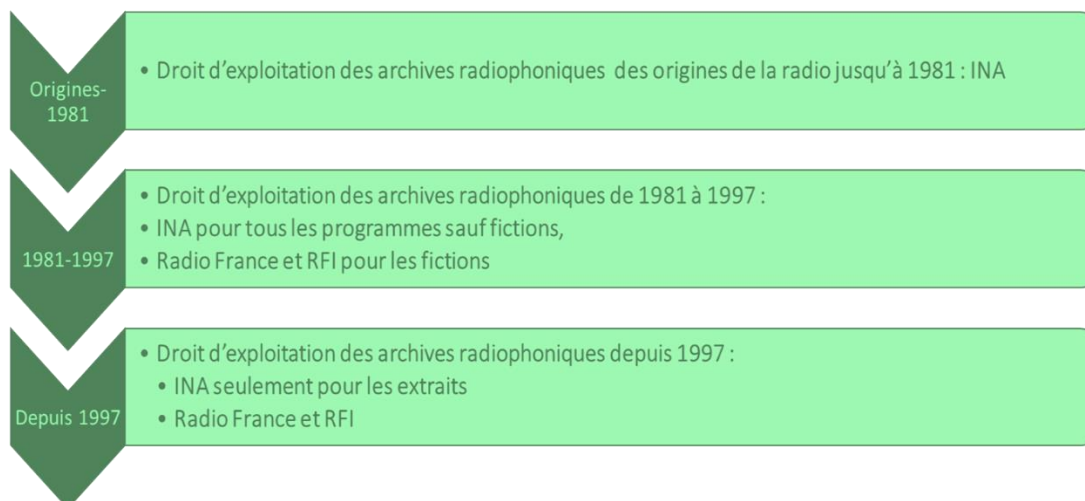 Origines-
1981
• Droit d'exploitation des archives radiophoniques des origines de la radio jusqu'à 1981 : INA
1981-1997
• Droit d'exploitation des archives radiophoniques de 1981 à 1997 :
• INA pour tous les programmes sauf fictions,
• Radio France et RFI pour les fictions
Depuis 1997
• Droit d'exploitation des archives radiophoniques depuis 1997 :
• INA seulement pour les extraits
• Radio France et RFI